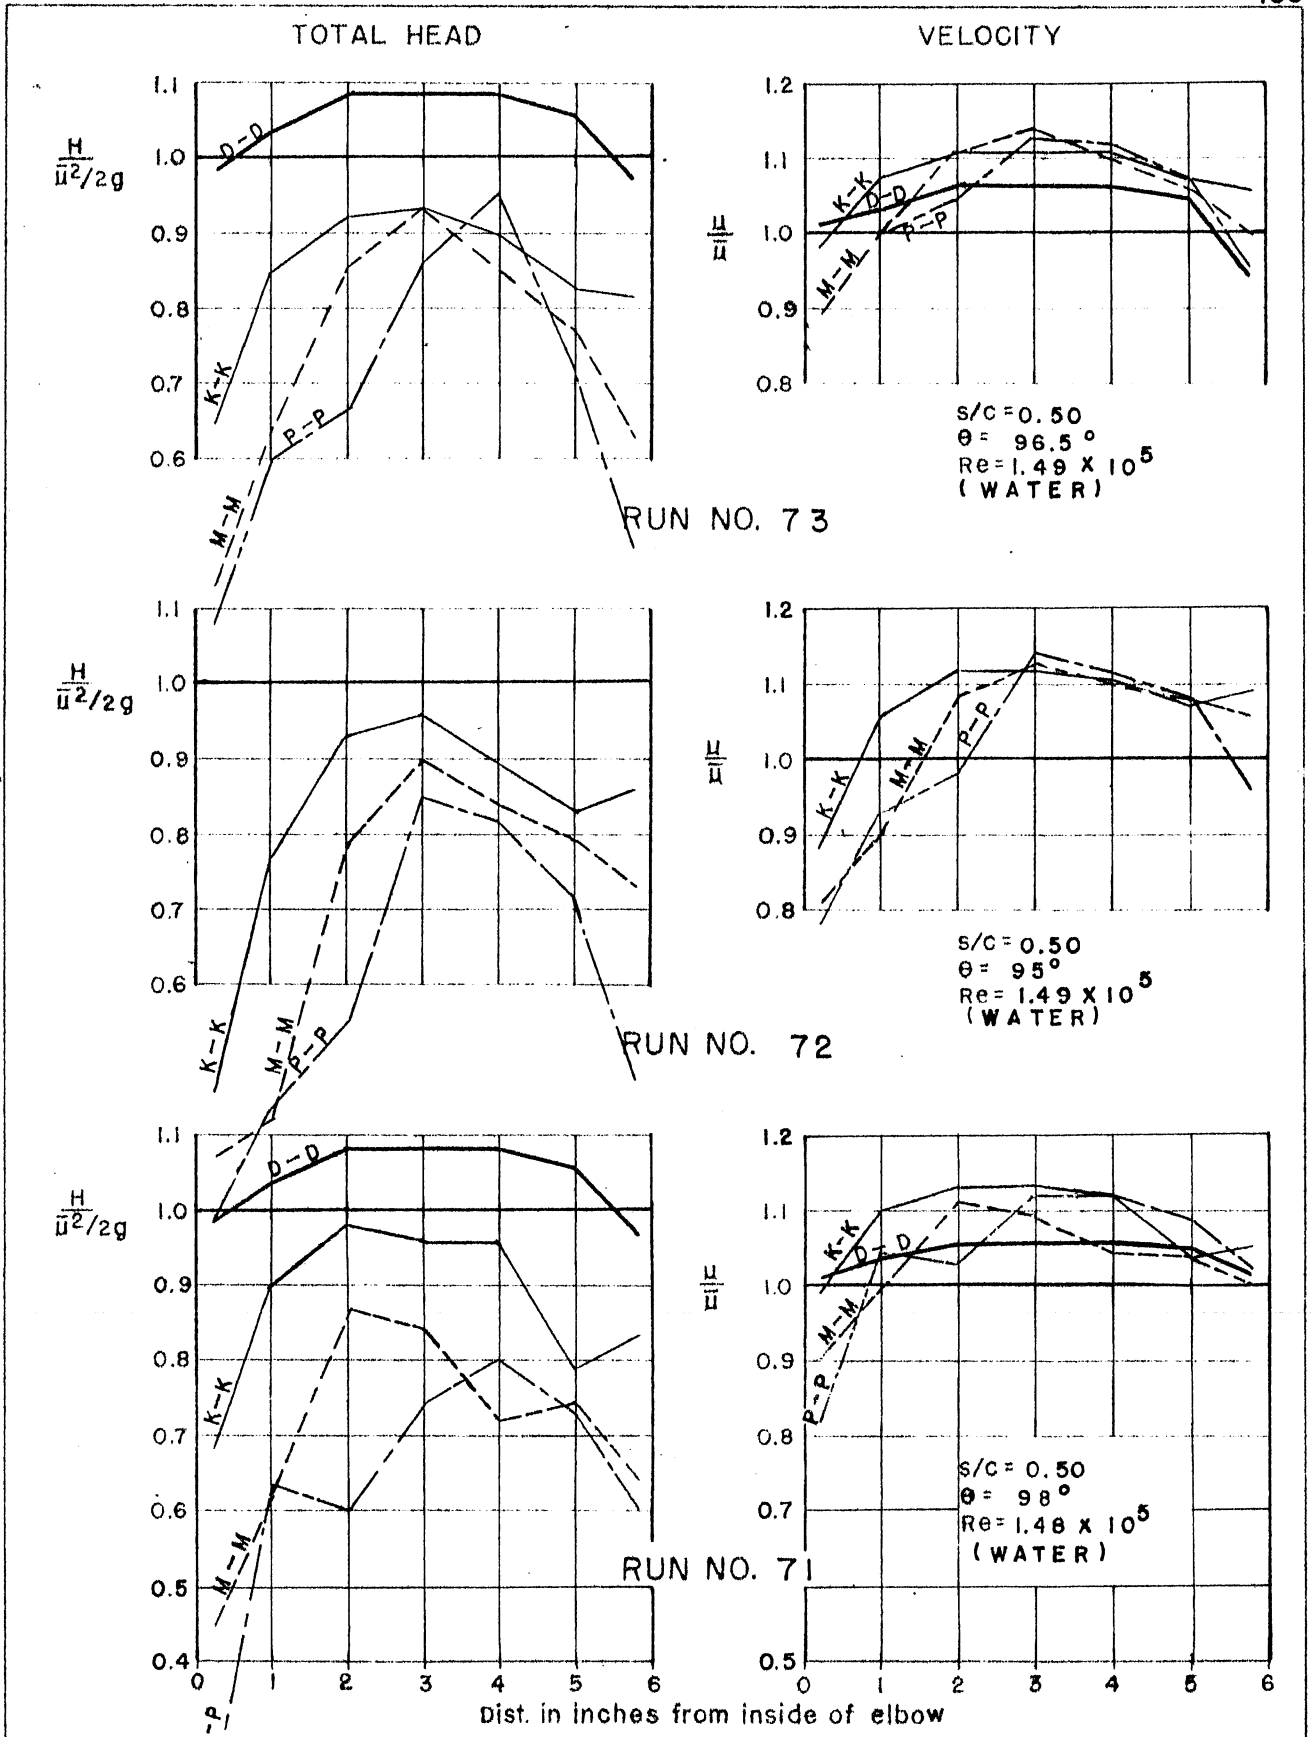 TOTAL HEAD
VELOCITY
1.1
1.0
0.9
0.8
0.7
0.6
H
ū²/2g
D-D
K-K
M-M
P-P
1.2
1.1
1.0
0.9
0.8
μ
ū
K-K
D-D
P-P
M-M
s/c = 0.50
θ = 96.5°
Re = 1.49 X 10⁵
(WATER)
RUN NO. 73
1.1
1.0
0.9
0.8
0.7
0.6
H
ū²/2g
K-K
M-M
P-P
1.2
1.1
1.0
0.9
0.8
μ
ū
K-K
M-M
P-P
s/c = 0.50
θ = 95°
Re = 1.49 X 10⁵
(WATER)
RUN NO. 72
1.1
1.0
0.9
0.8
0.7
0.6
0.5
0.4
H
ū²/2g
D-D
K-K
M-M
-P
0 1 2 3 4 5 6
1.2
1.1
1.0
0.9
0.8
0.7
0.5
μ
ū
K-K
D-D
M-M
P-P
s/c = 0.50
θ = 98°
Re = 1.48 X 10⁵
(WATER)
RUN NO. 71
0 1 2 3 4 5 6
Dist. in inches from inside of elbow